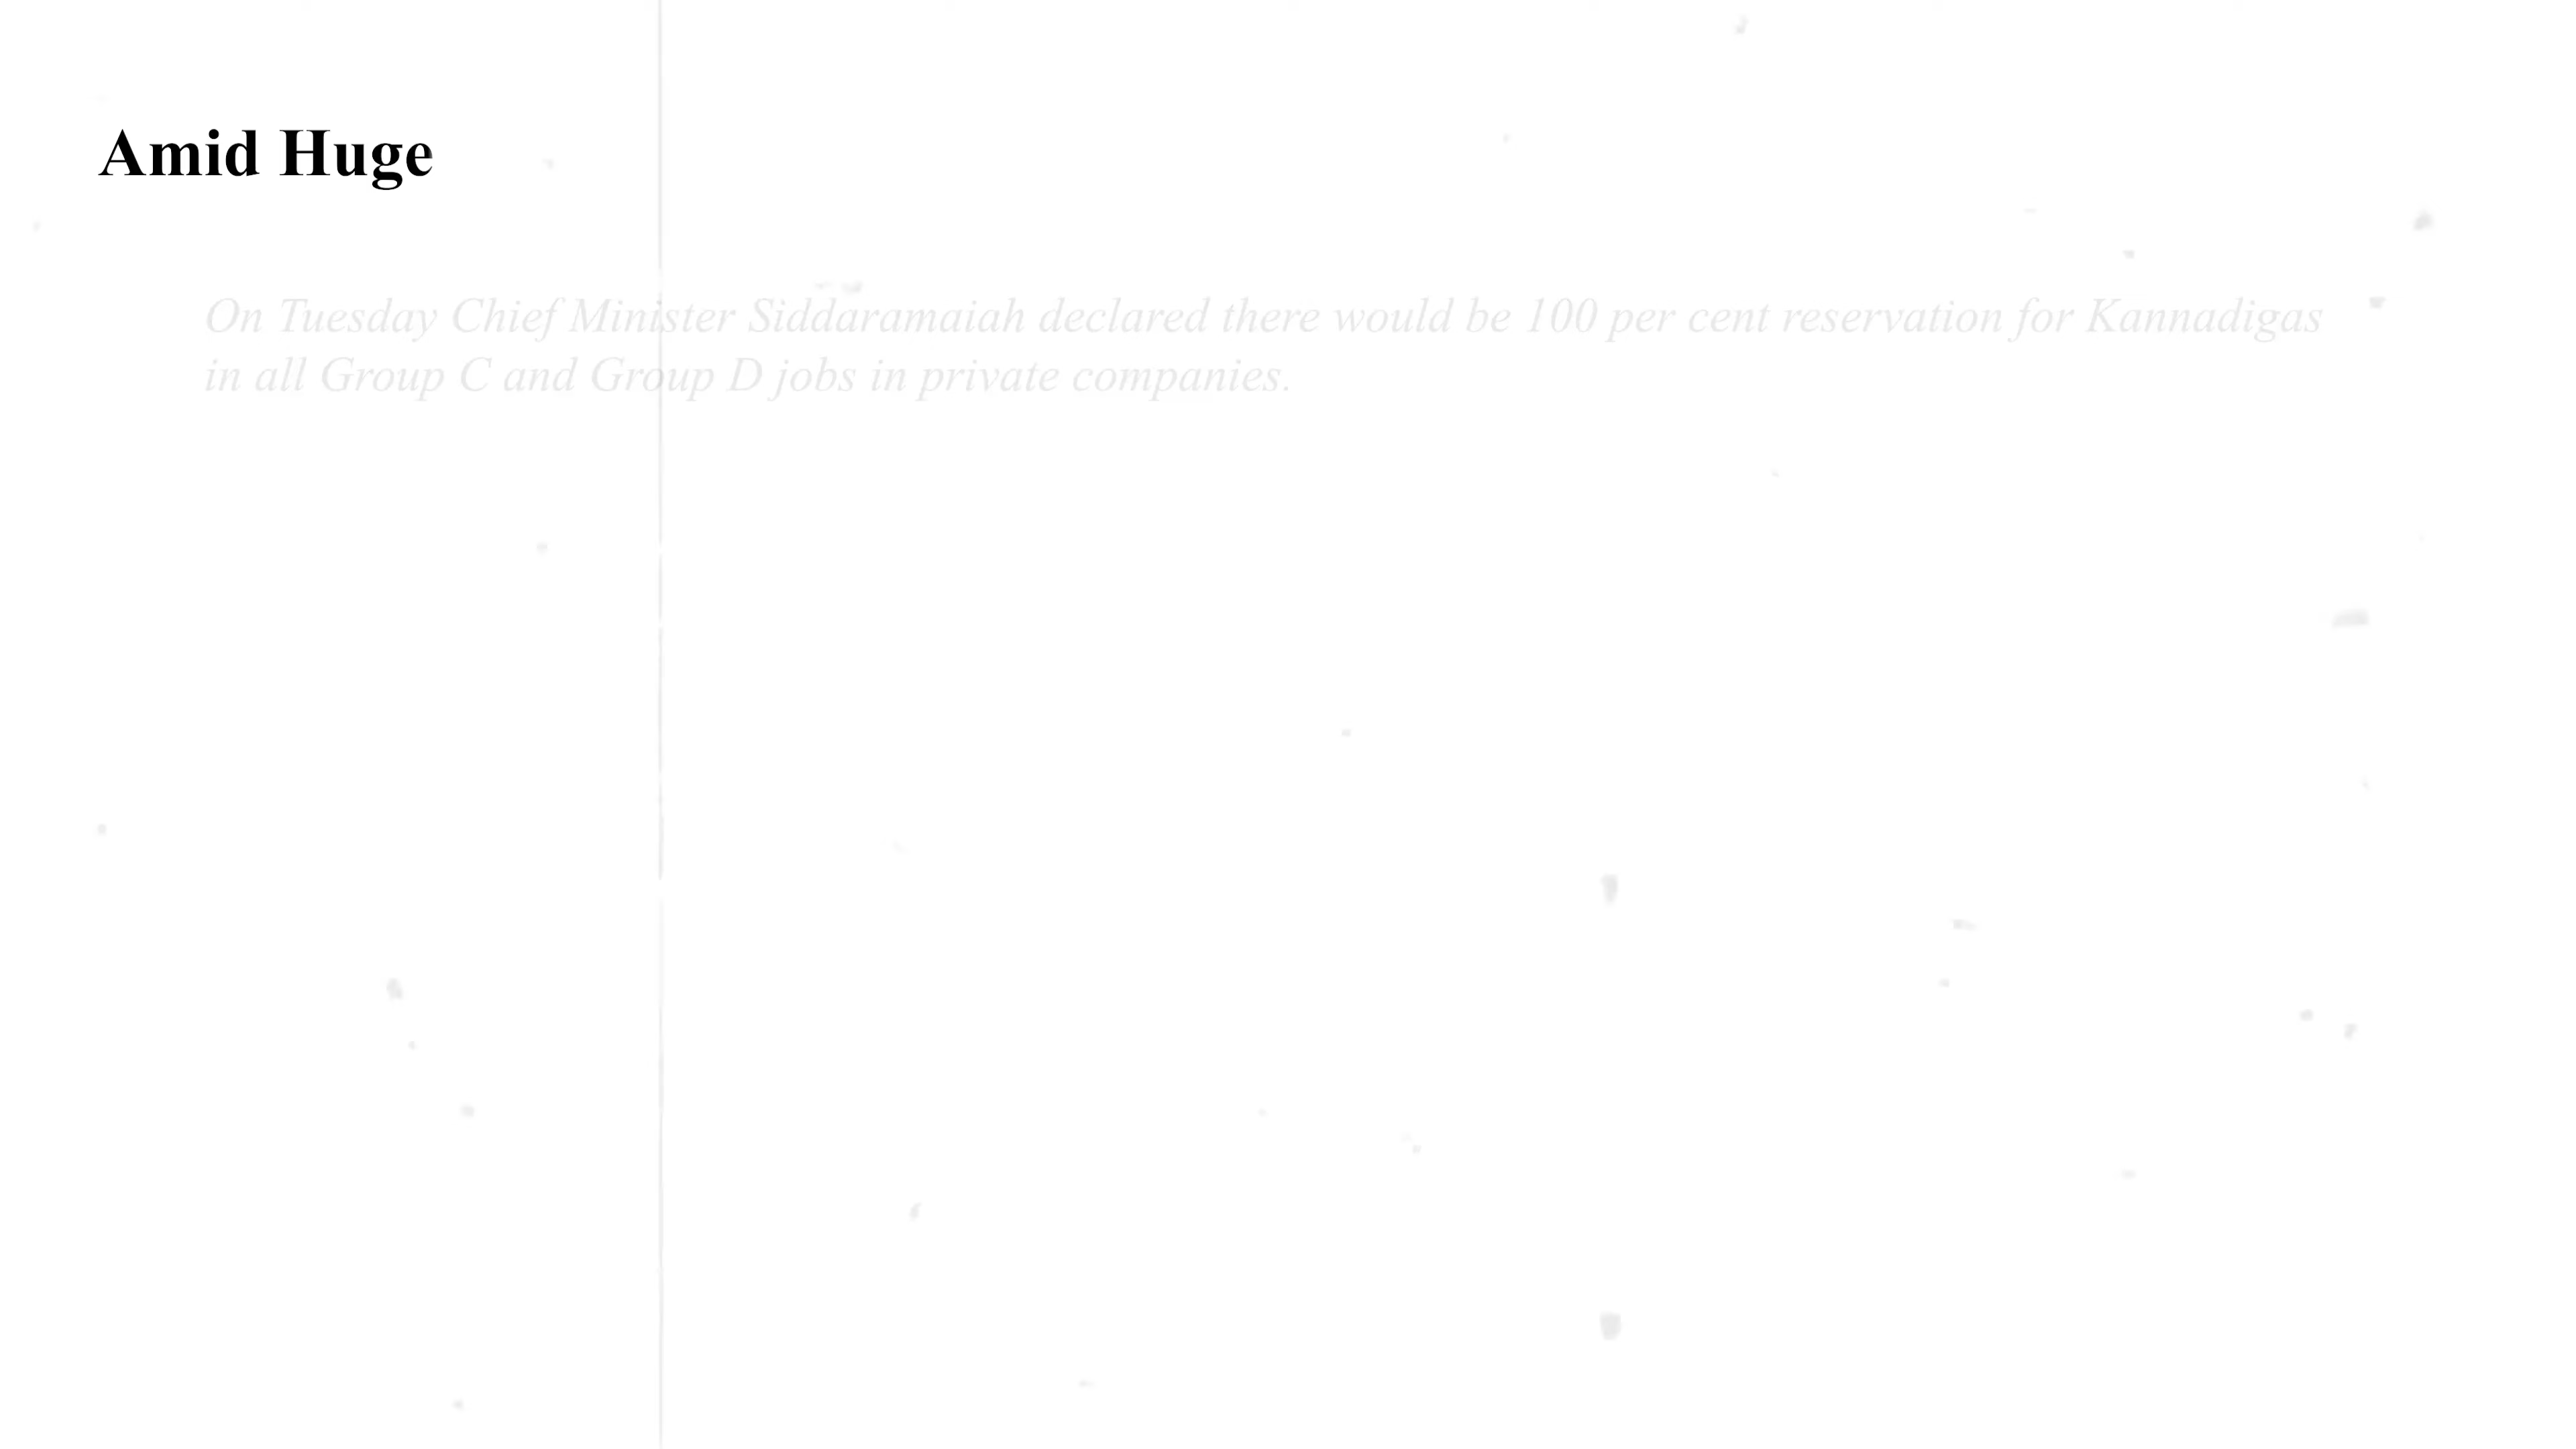 Amid Huge
On Tuesday Chief Minister Siddaramaiah declared there would be 100 per cent reservation for Kannadigas
in all Group C and Group D jobs in private companies.